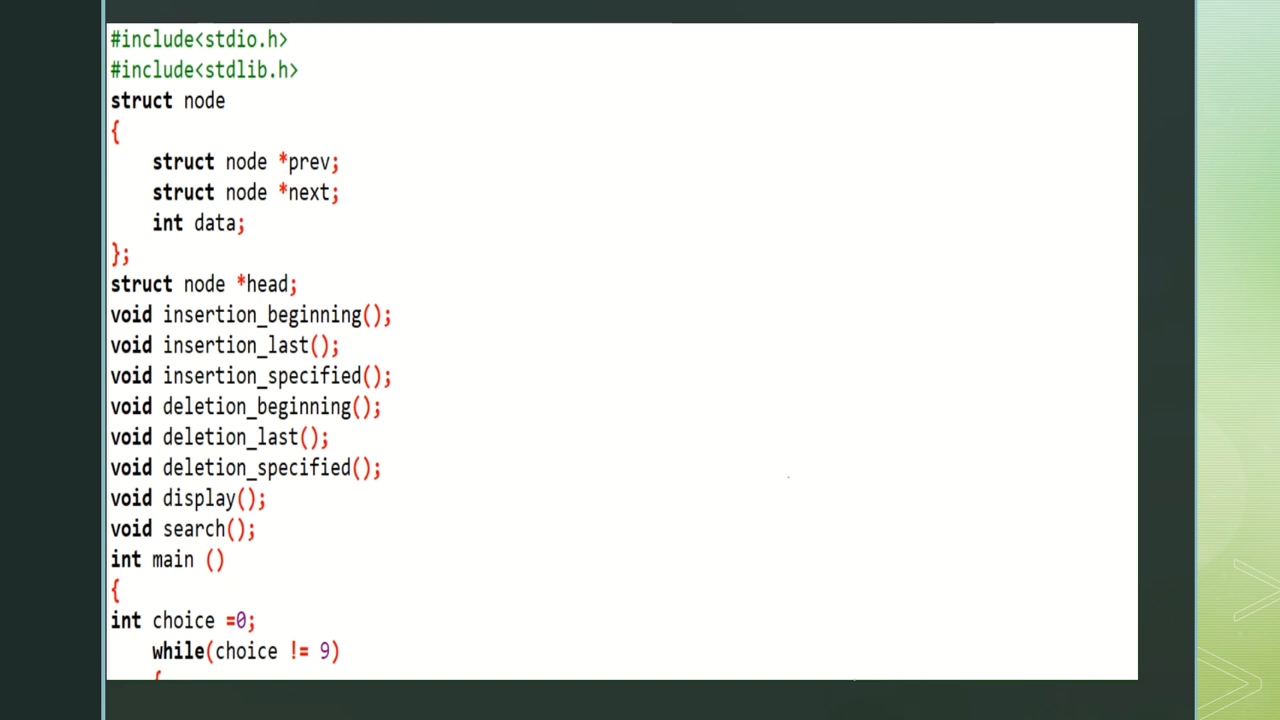 #include<stdio.h>
#include<stdlib.h>
struct node
{
    struct node *prev;
    struct node *next;
    int data;
};
struct node *head;
void insertion_beginning();
void insertion_last();
void insertion_specified();
void deletion_beginning();
void deletion_last();
void deletion_specified();
void display();
void search();
int main ()
{
int choice =0;
    while(choice != 9)
    {